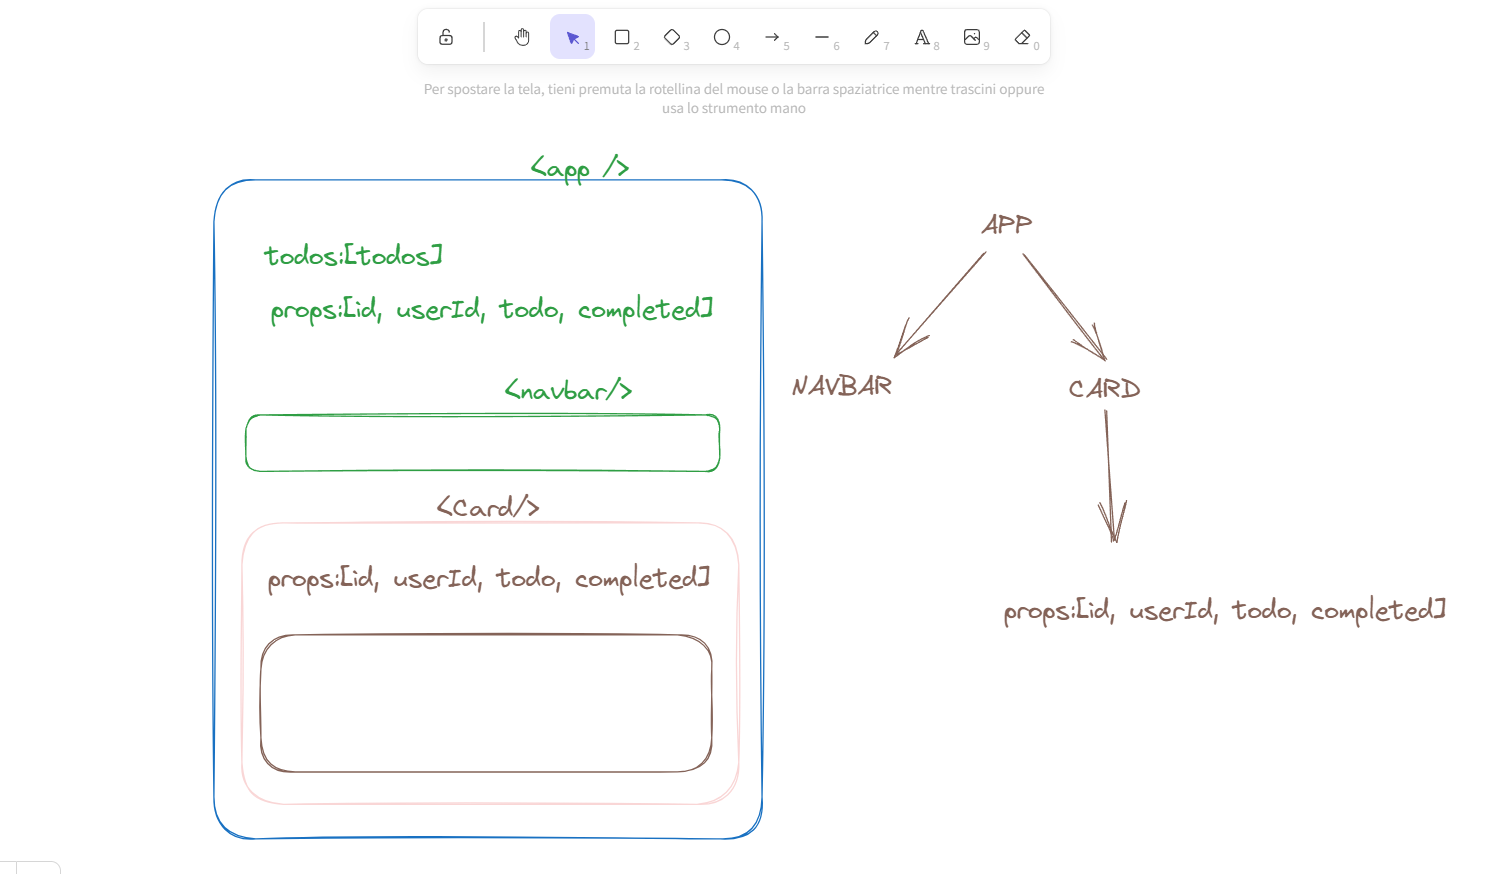 1
2
3
4
5
6
7
8
9
0
Per spostare la tela, tieni premuta la rotellina del mouse o la barra spaziatrice mentre trascini oppure
usa lo strumento mano
<app />
todos:[todos]
props:[id, userId, todo, completed]
<navbar/>
<Card/>
props:[id, userId, todo, completed]
APP
NAVBAR
CARD
props:[id, userId, todo, completed]